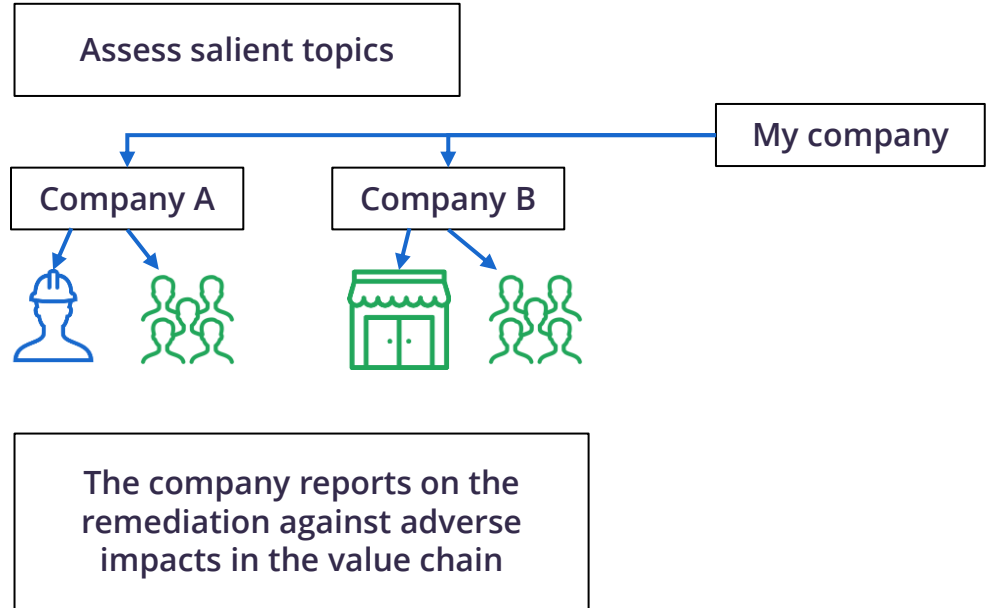 Assess salient topics
My company
Company A
Company B
The company reports on the
remediation against adverse
impacts in the value chain